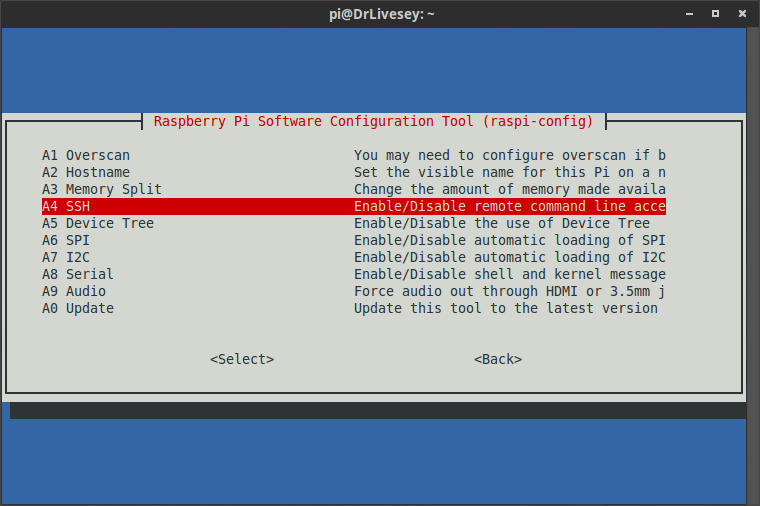 pi@DrLivesey: ~
Raspberry Pi Software Configuration Tool (raspi-config)
A1 Overscan You may need to configure overscan if b
A2 Hostname Set the visible name for this Pi on a n
A3 Memory Split Change the amount of memory made availa
A4 SSH Enable/Disable remote command line acce
A5 Device Tree Enable/Disable the use of Device Tree
A6 SPI Enable/Disable automatic loading of SPI
A7 I2C Enable/Disable automatic loading of I2C
A8 Serial Enable/Disable shell and kernel message
A9 Audio Force audio out through HDMI or 3.5mm j
A0 Update Update this tool to the latest version
<Select> <Back>